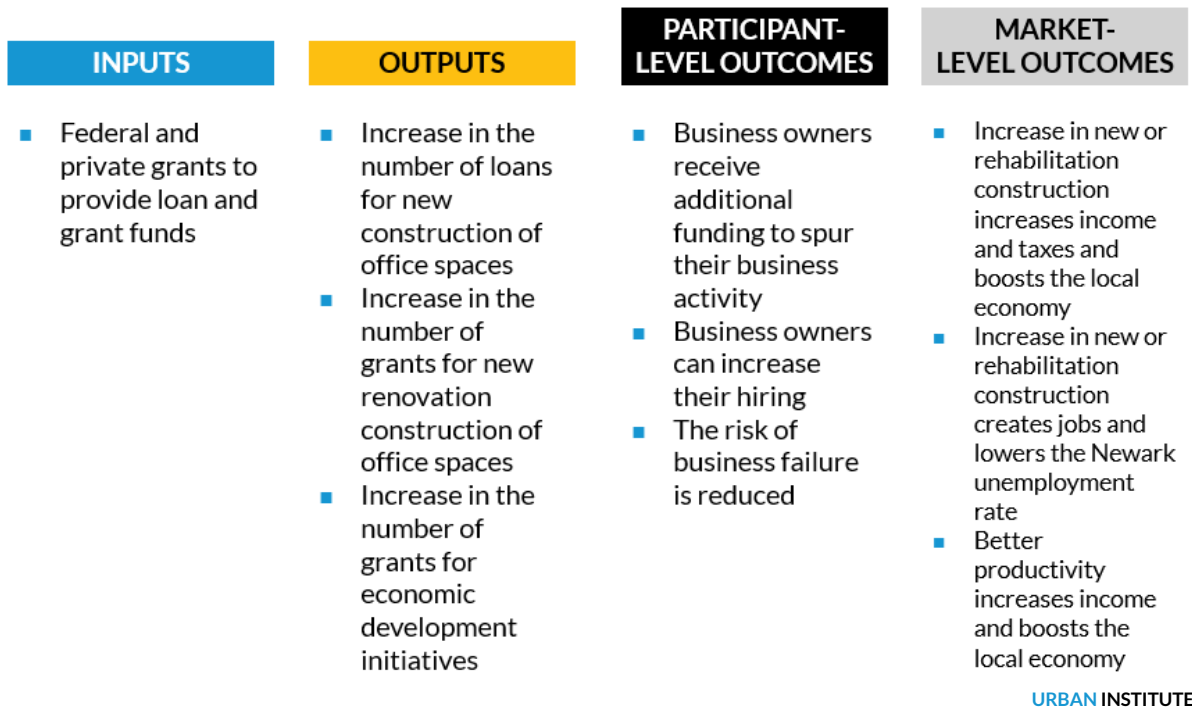 INPUTS
Federal and
private grants to
provide loan and
grant funds
OUTPUTS
Increase in the
number of loans
for new
construction of
office spaces
Increase in the
number of
grants for new
renovation
construction of
office spaces
Increase in the
number of
grants for
economic
development
initiatives
PARTICIPANT-
LEVEL OUTCOMES
Business owners
receive
additional
funding to spur
their business
activity
Business owners
can increase
their hiring
The risk of
business failure
is reduced
MARKET-
LEVEL OUTCOMES
Increase in new or
rehabilitation
construction
increases income
and taxes and
boosts the local
economy
Increase in new or
rehabilitation
construction
creates jobs and
lowers the Newark
unemployment
rate
Better
productivity
increases income
and boosts the
local economy
URBAN INSTITUTE